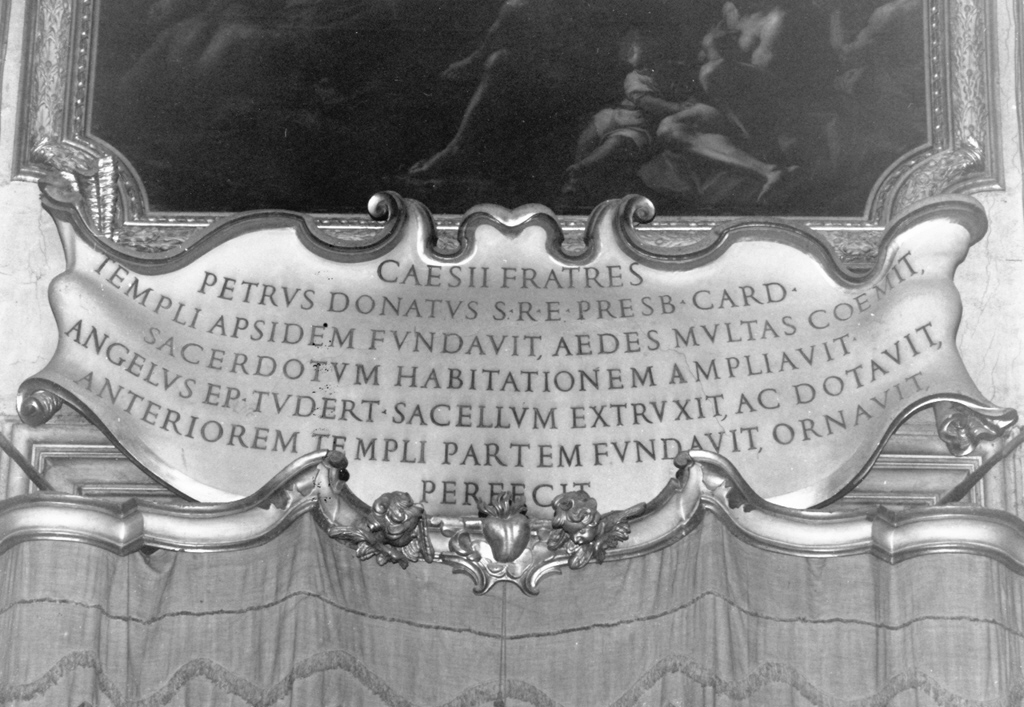 CAESII FRATRES
PETRVS DONATVS S·R·E· PRESB· CARD·
TEMPLI APSIDEM FVNDAVIT, AEDES MVLTAS COEMIT,
SACERDOTVM HABITATIONEM AMPLIAVIT·
ANGELVS EP· TVDERT· SACELLVM EXTRVXIT, AC DOTAVIT,
ANTERIOREM TEMPLI PARTEM FVNDAVIT, ORNAVIT,
PERFECIT